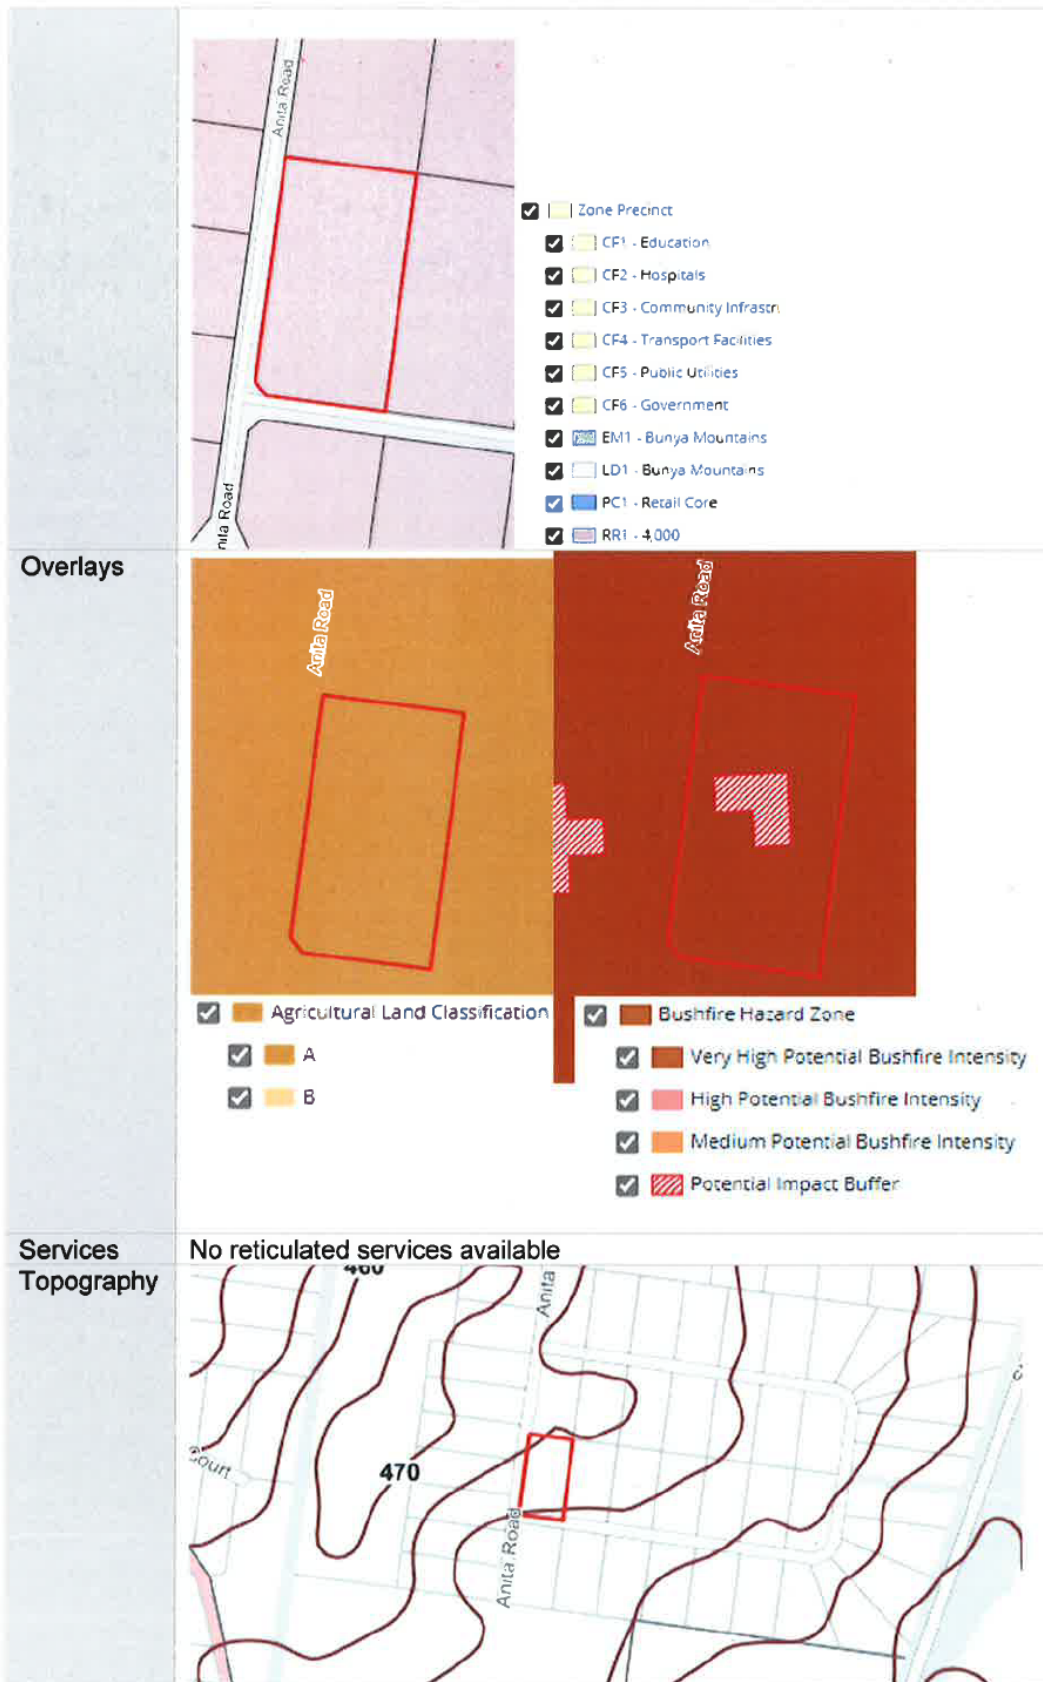 Anita Road
Zone Precinct
CF1 - Education
CF2 - Hospitals
CF3 - Community Infrastr
CF4 - Transport Facilities
CF5 - Public Utilities
CF6 - Government
EM1 - Bunya Mountains
LD1 - Bunya Mountains
PC1 - Retail Core
RR1 - 4,000
nita Road
Overlays
Anita Road
Anita Road
Agricultural Land Classification
A
B
Bushfire Hazard Zone
Very High Potential Bushfire Intensity
High Potential Bushfire Intensity
Medium Potential Bushfire Intensity
Potential Impact Buffer
Services
No reticulated services available
Topography
460
Anita
Court
470
Anita Road